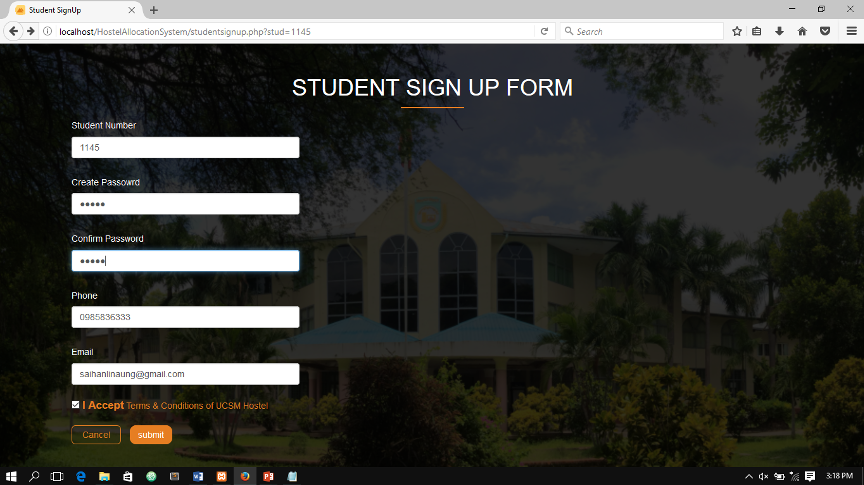 Student SignUp
localhost/HostelAllocationSystem/studentsignup.php?stud=1145
Search
STUDENT SIGN UP FORM
Student Number
1145
Create Passowrd
Confirm Password
Phone
0985836333
Email
saihanlinaung@gmail.com
I Accept Terms & Conditions of UCSM Hostel
Cancel submit
3:18 PM